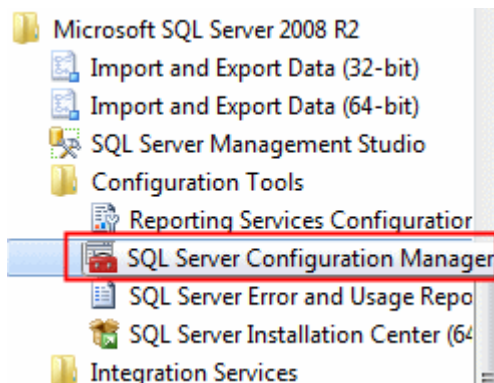 Microsoft SQL Server 2008 R2
Import and Export Data (32-bit)
Import and Export Data (64-bit)
SQL Server Management Studio
Configuration Tools
Reporting Services Configuration
SQL Server Configuration Manager
SQL Server Error and Usage Repo
SQL Server Installation Center (64
Integration Services